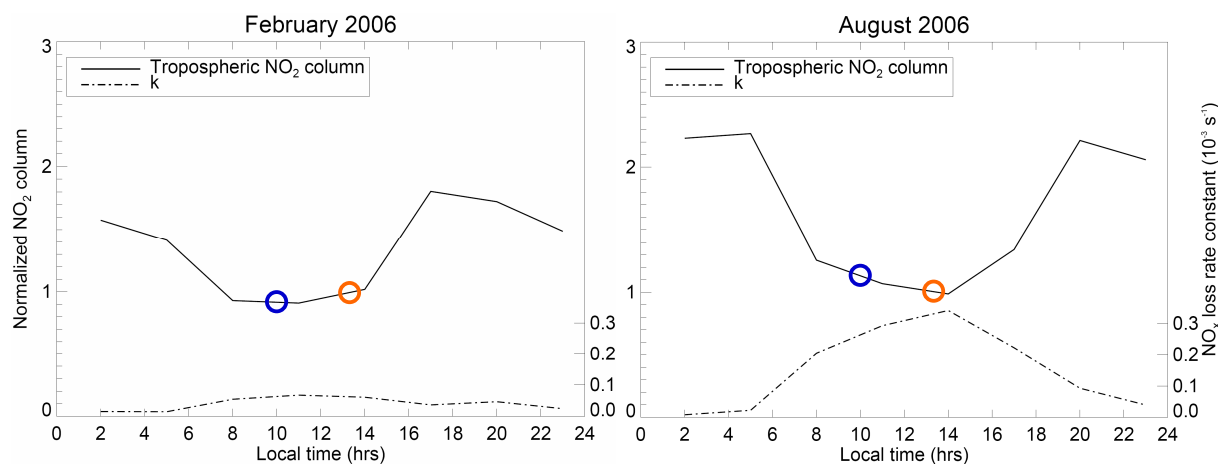 February 2006
3
2
1
0
Normalized NO₂ column
Tropospheric NO₂ column
k
0.3
0.2
0.1
0.0
0 2 4 6 8 10 12 14 16 18 20 22 24
Local time (hrs)
August 2006
3
2
1
0
Tropospheric NO₂ column
k
0.3
0.2
0.1
0.0
NOₓ loss rate constant (10⁻³ s⁻¹)
0 2 4 6 8 10 12 14 16 18 20 22 24
Local time (hrs)